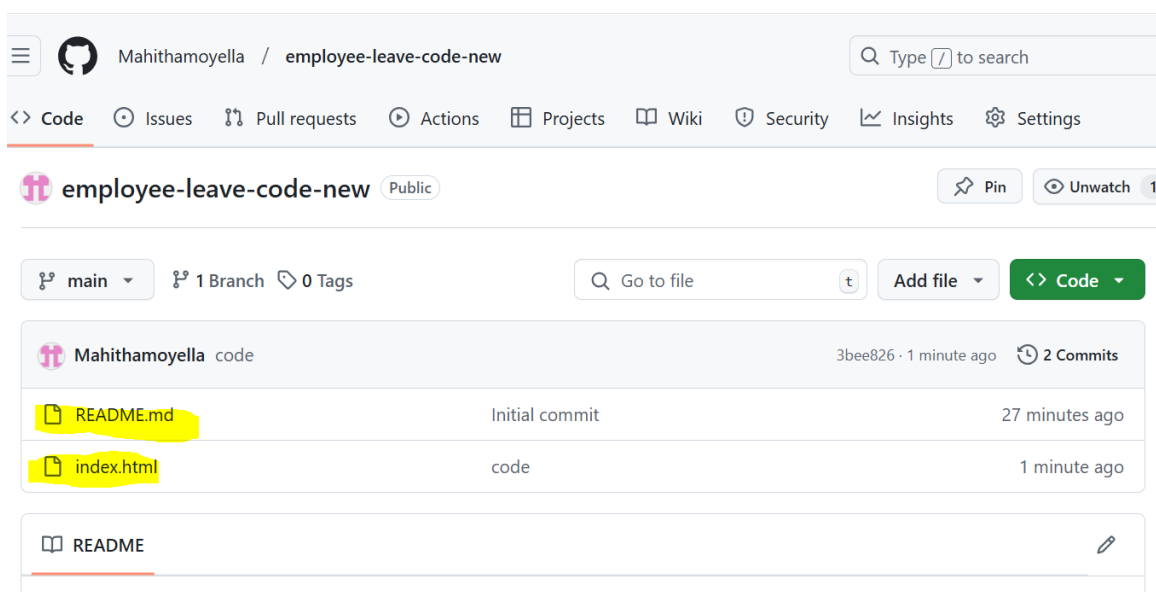 Mahithamoyella / employee-leave-code-new Type / to search
Code Issues Pull requests Actions Projects Wiki Security Insights Settings
employee-leave-code-new Public Pin Unwatch 1
main 1 Branch 0 Tags Go to file t Add file Code
Mahithamoyella code 3bee826 · 1 minute ago 2 Commits
README.md Initial commit 27 minutes ago
index.html code 1 minute ago
README